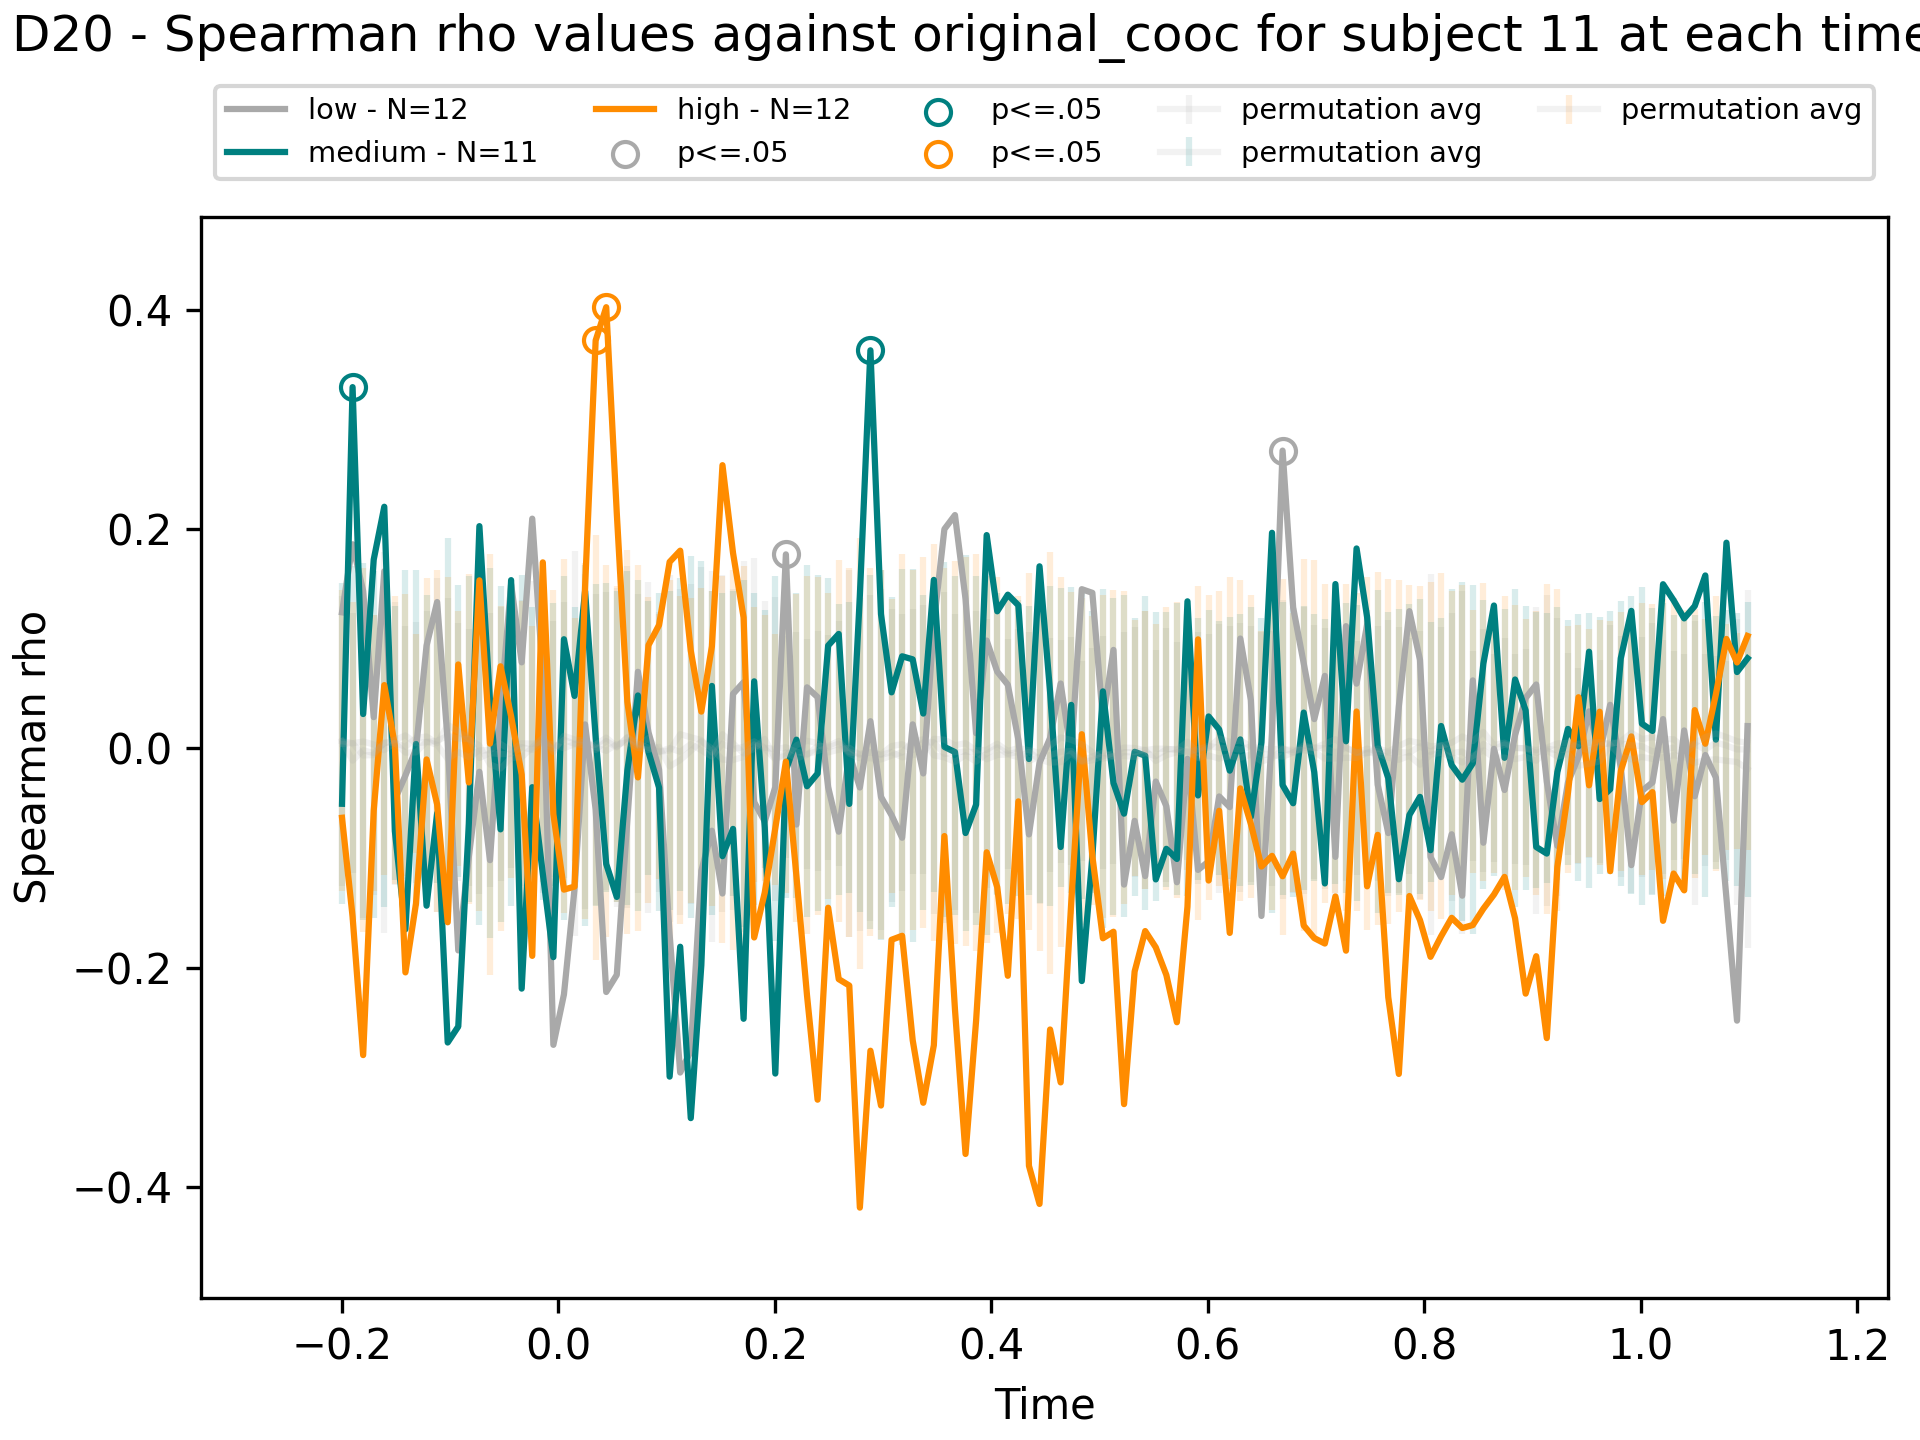 D20 - Spearman rho values against original_cooc for subject 11 at each time
low - N=12
medium - N=11
high - N=12
p<=.05
p<=.05
p<=.05
permutation avg
permutation avg
permutation avg
Spearman rho
0.4
0.2
0.0
−0.2
−0.4
−0.2 0.0 0.2 0.4 0.6 0.8 1.0 1.2
Time